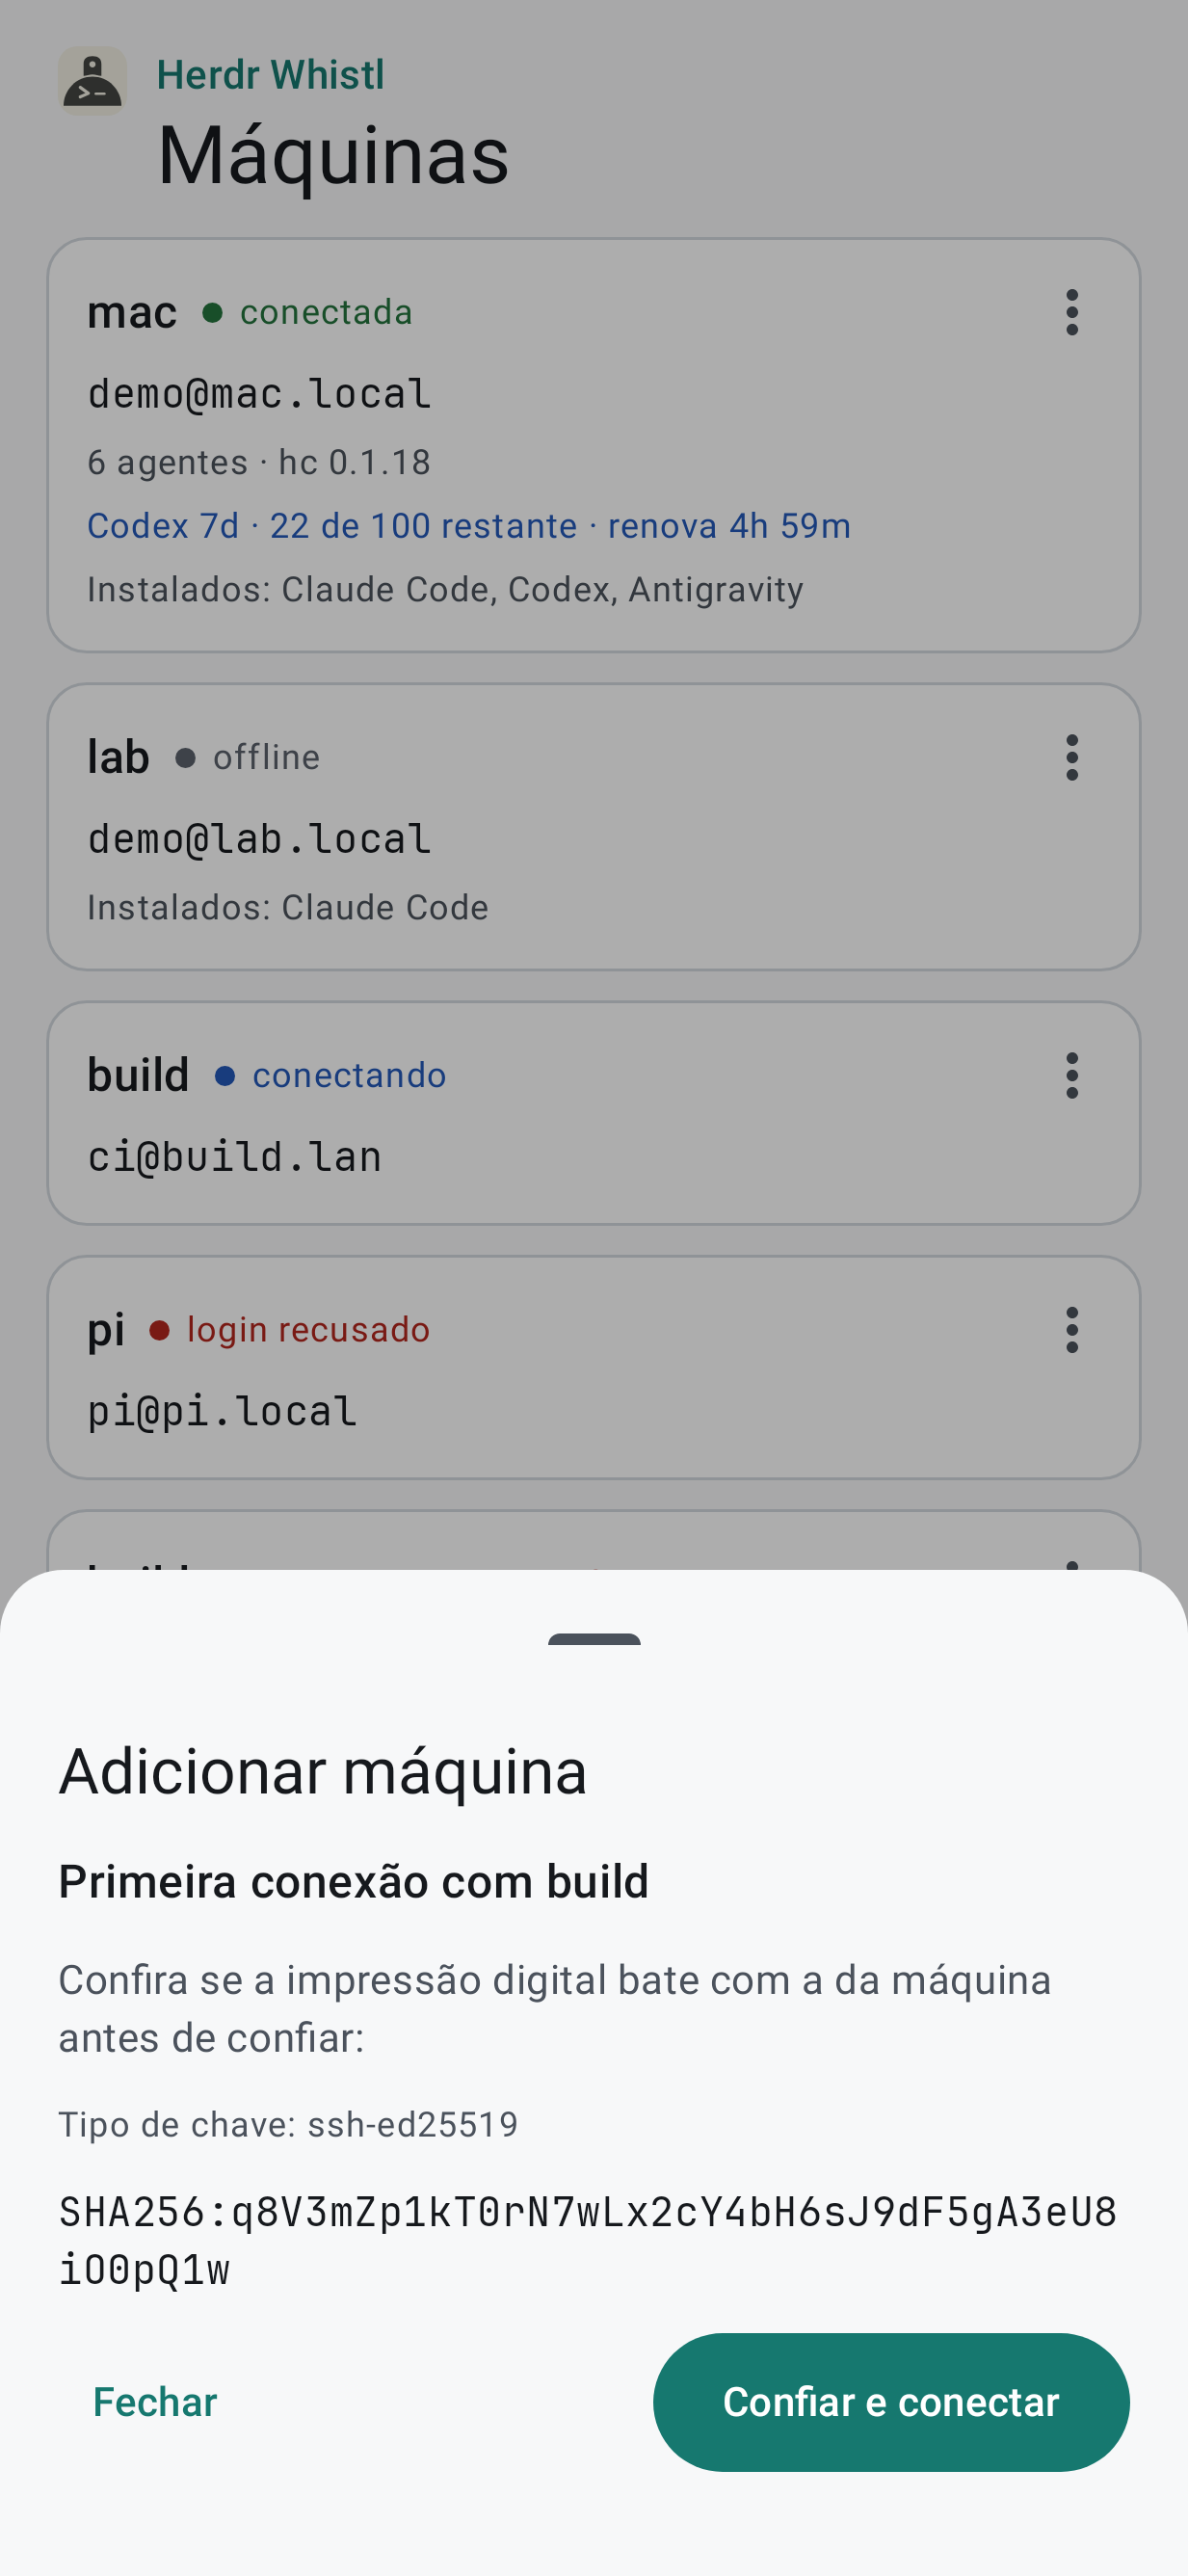 Herdr Whistl
Máquinas
mac conectada
demo@mac.local
6 agentes · hc 0.1.18
Codex 7d · 22 de 100 restante · renova 4h 59m
Instalados: Claude Code, Codex, Antigravity
lab offline
demo@lab.local
Instalados: Claude Code
build conectando
ci@build.lan
pi login recusado
pi@pi.local
Adicionar máquina
Primeira conexão com build
Confira se a impressão digital bate com a da máquina
antes de confiar:
Tipo de chave: ssh-ed25519
SHA256:q8V3mZp1kT0rN7wLx2cY4bH6sJ9dF5gA3eU8
iO0pQ1w
Fechar
Confiar e conectar